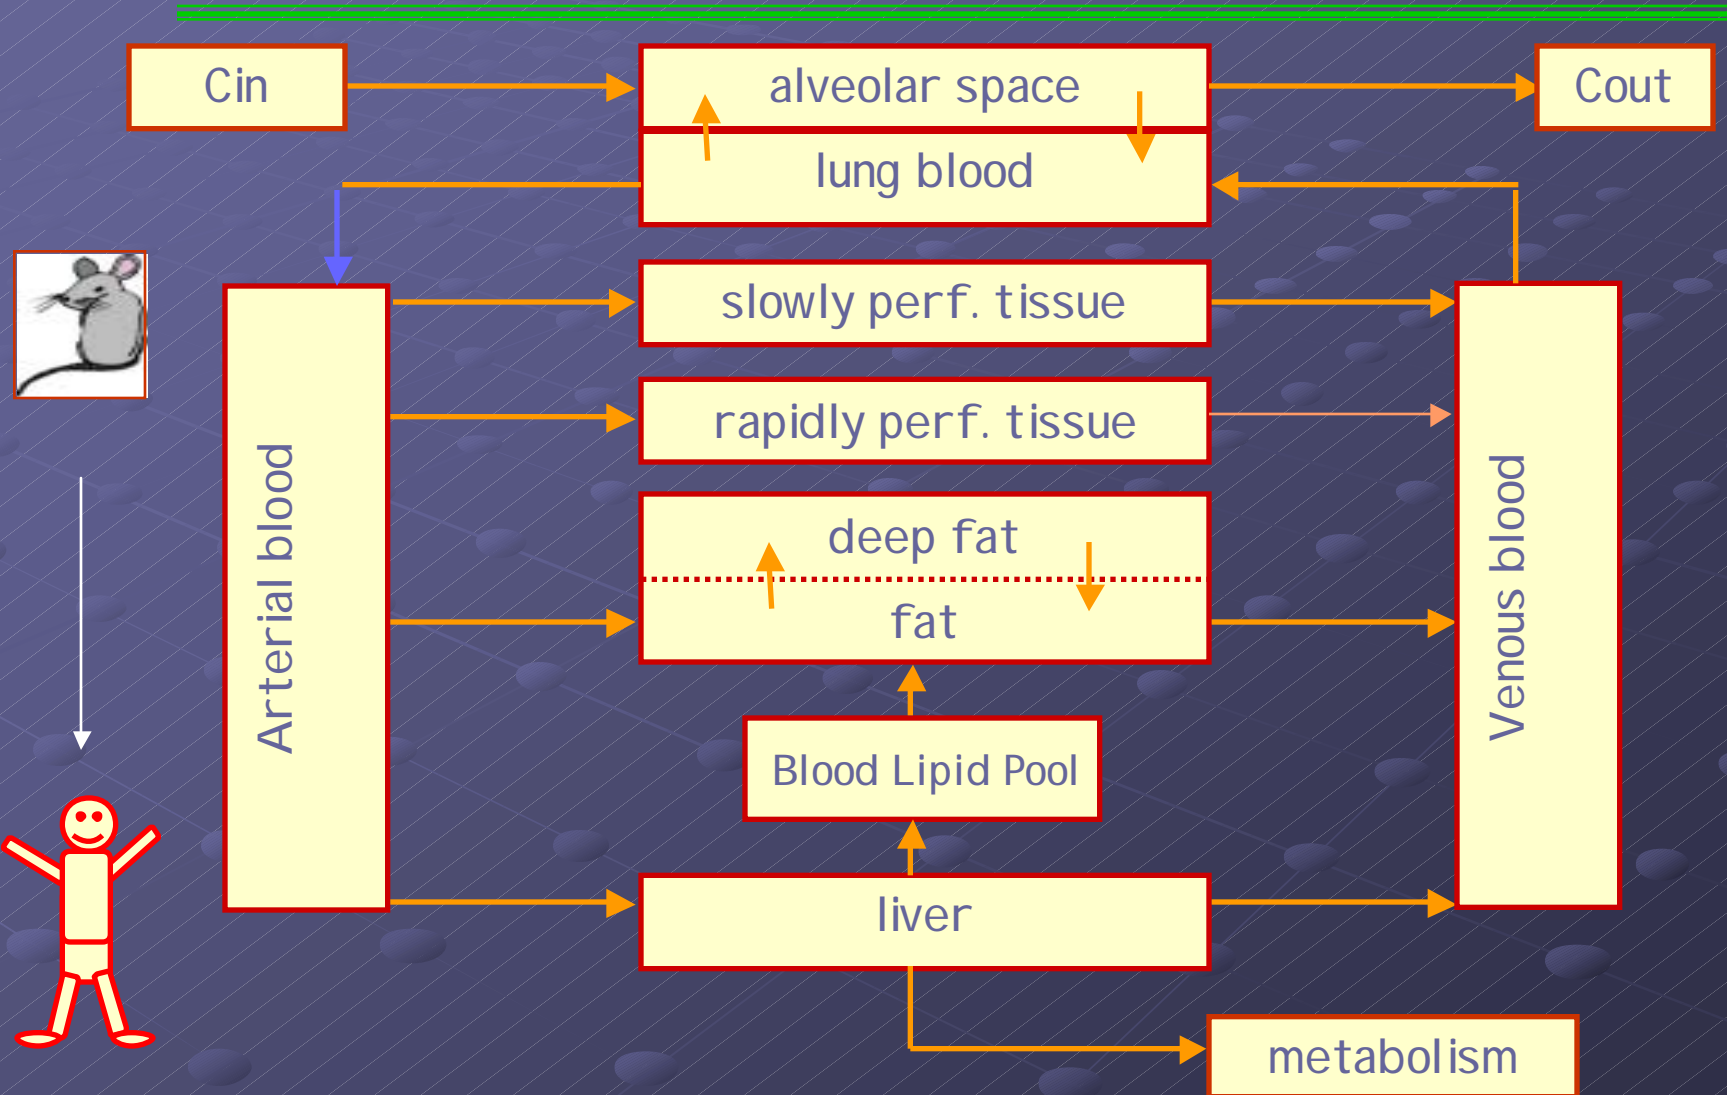 Cin
alveolar space
Cout
lung blood
slowly perf. tissue
rapidly perf. tissue
deep fat
fat
Arterial blood
Venous blood
Blood Lipid Pool
liver
metabolism